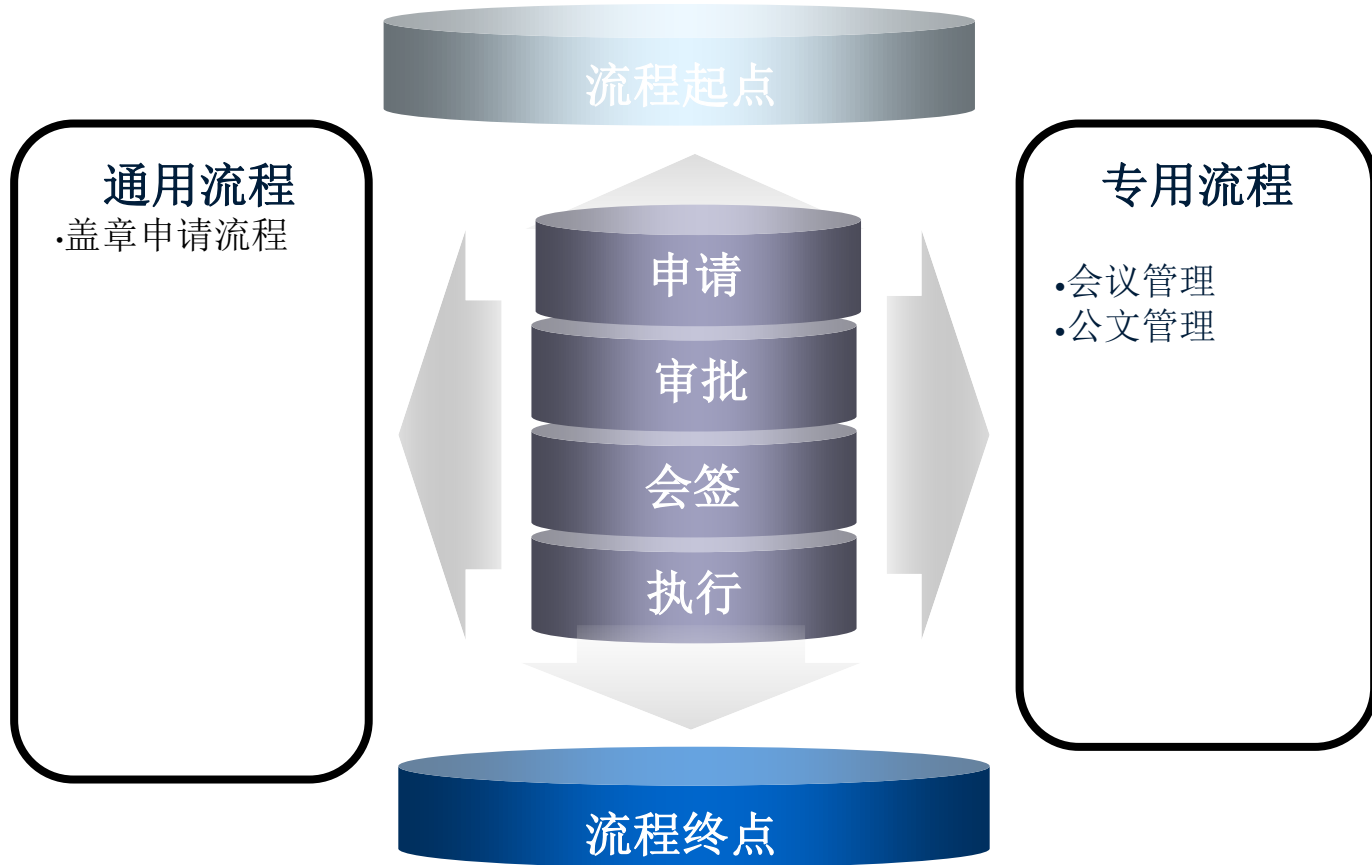 流程起点
通用流程
•盖章申请流程
申请
审批
会签
执行
专用流程
•会议管理
•公文管理
流程终点